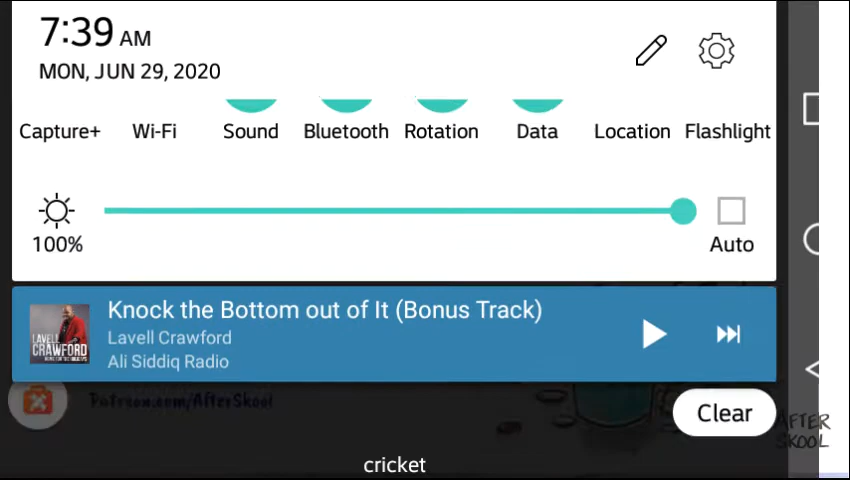 7:39 AM
MON, JUN 29, 2020
Capture+ Wi-Fi Sound Bluetooth Rotation Data Location Flashlight
100% Auto
Knock the Bottom out of It (Bonus Track)
LAVELL
CRAWFORD
Lavell Crawford
Ali Siddiq Radio
Patreon.com/AfterSkool
Clear
AFTER
SKOOL
cricket